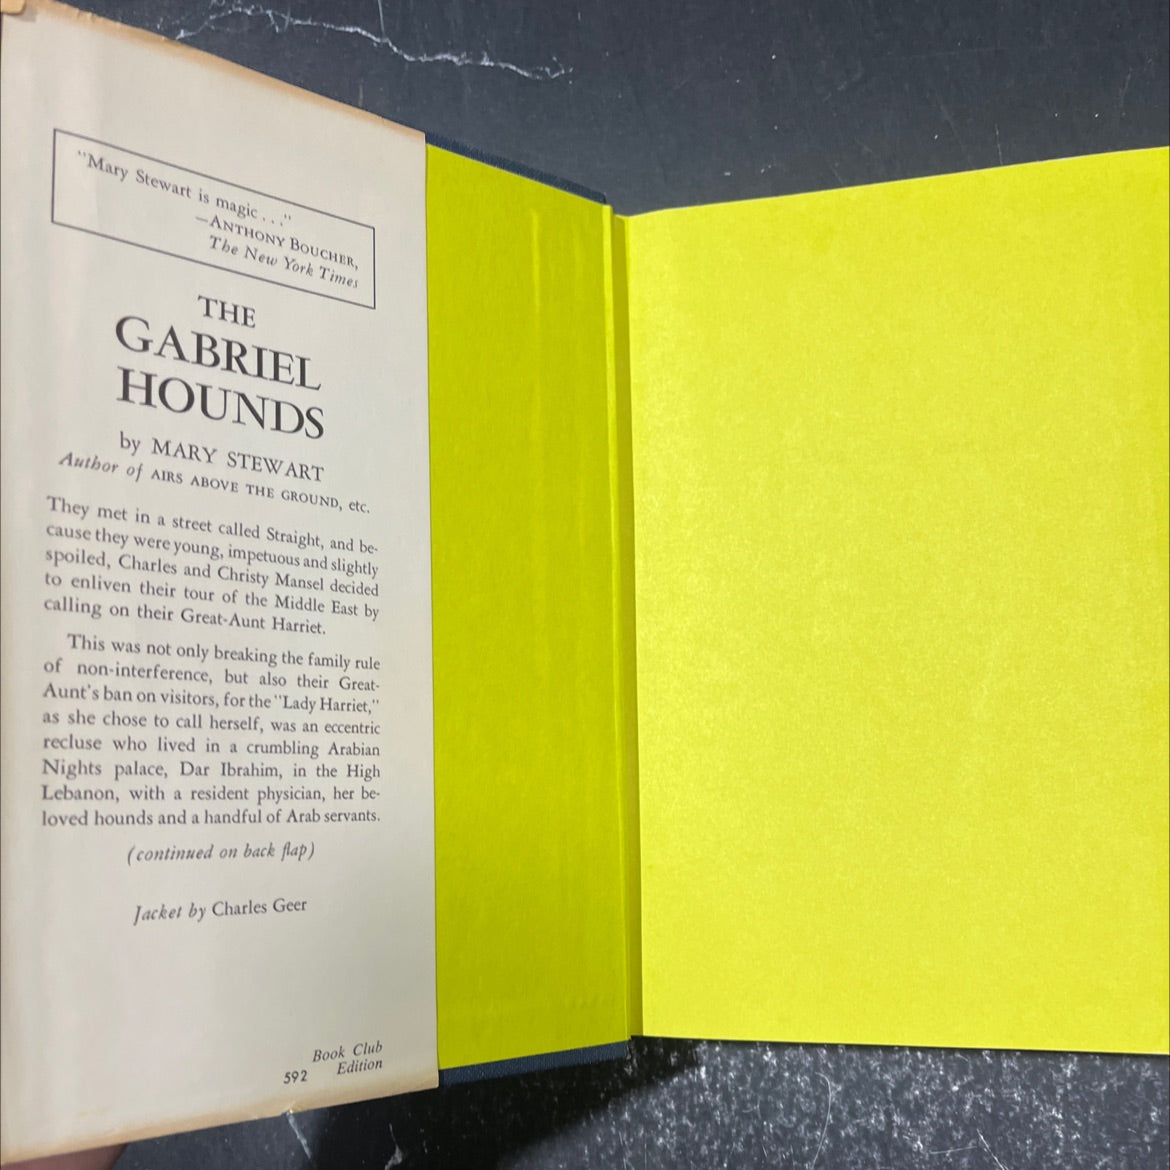 "Mary Stewart is magic . . ."
—ANTHONY BOUCHER,
The New York Times
THE
GABRIEL
HOUNDS
by MARY STEWART
Author of AIRS ABOVE THE GROUND, etc.
They met in a street called Straight, and be-
cause they were young, impetuous and slightly
spoiled, Charles and Christy Mansel decided
to enliven their tour of the Middle East by
calling on their Great-Aunt Harriet.
This was not only breaking the family rule
of non-interference, but also their Great-
Aunt's ban on visitors, for the "Lady Harriet,"
as she chose to call herself, was an eccentric
recluse who lived in a crumbling Arabian
Nights palace, Dar Ibrahim, in the High
Lebanon, with a resident physician, her be-
loved hounds and a handful of Arab servants.
(continued on back flap)
Jacket by Charles Geer
Book Club
592 Edition